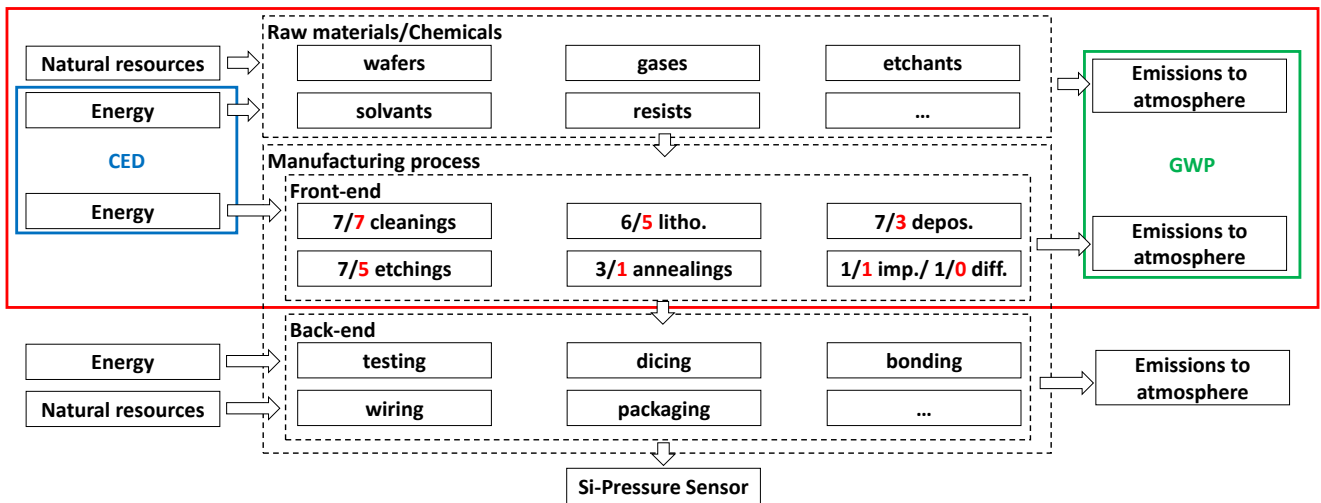 Raw materials/Chemicals
Natural resources
wafers
gases
etchants
Emissions to
atmosphere
Energy
solvants
resists
...
CED
GWP
Manufacturing process
Front-end
Energy
7/7 cleanings
6/5 litho.
7/3 depos.
Emissions to
atmosphere
7/5 etchings
3/1 annealings
1/1 imp./ 1/0 diff.
Back-end
Energy
testing
dicing
bonding
Emissions to
atmosphere
Natural resources
wiring
packaging
...
Si-Pressure Sensor